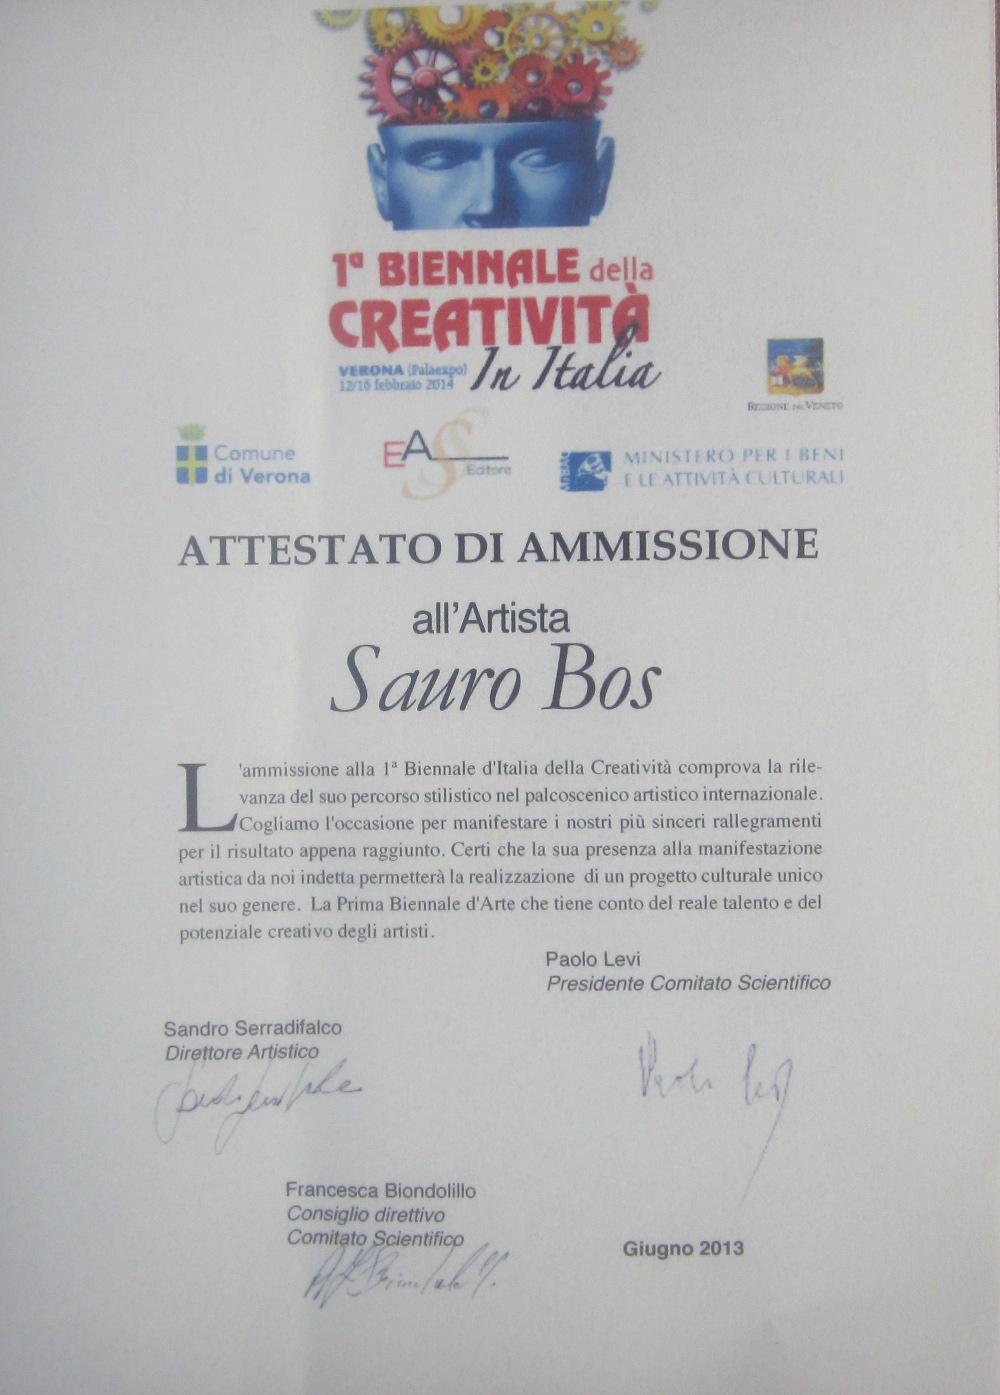 1ª BIENNALE della
CREATIVITÀ
In Italia
VERONA (Palaexpo)
12/16 febbraio 2014
REGIONE DEL VENETO
Comune
di Verona
EAS
Editore
MINISTERO PER I BENI
E LE ATTIVITÀ CULTURALI
ATTESTATO DI AMMISSIONE
all'Artista
Sauro Bos
L'ammissione alla 1ª Biennale d'Italia della Creatività comprova la rile-
vanza del suo percorso stilistico nel palcoscenico artistico internazionale.
Cogliamo l'occasione per manifestare i nostri più sinceri rallegramenti
per il risultato appena raggiunto. Certi che la sua presenza alla manifestazione
artistica da noi indetta permetterà la realizzazione di un progetto culturale unico
nel suo genere. La Prima Biennale d'Arte che tiene conto del reale talento e del
potenziale creativo degli artisti.
Paolo Levi
Presidente Comitato Scientifico
Sandro Serradifalco
Direttore Artistico
Paolo Levi
Francesca Biondolillo
Consiglio direttivo
Comitato Scientifico
Giugno 2013